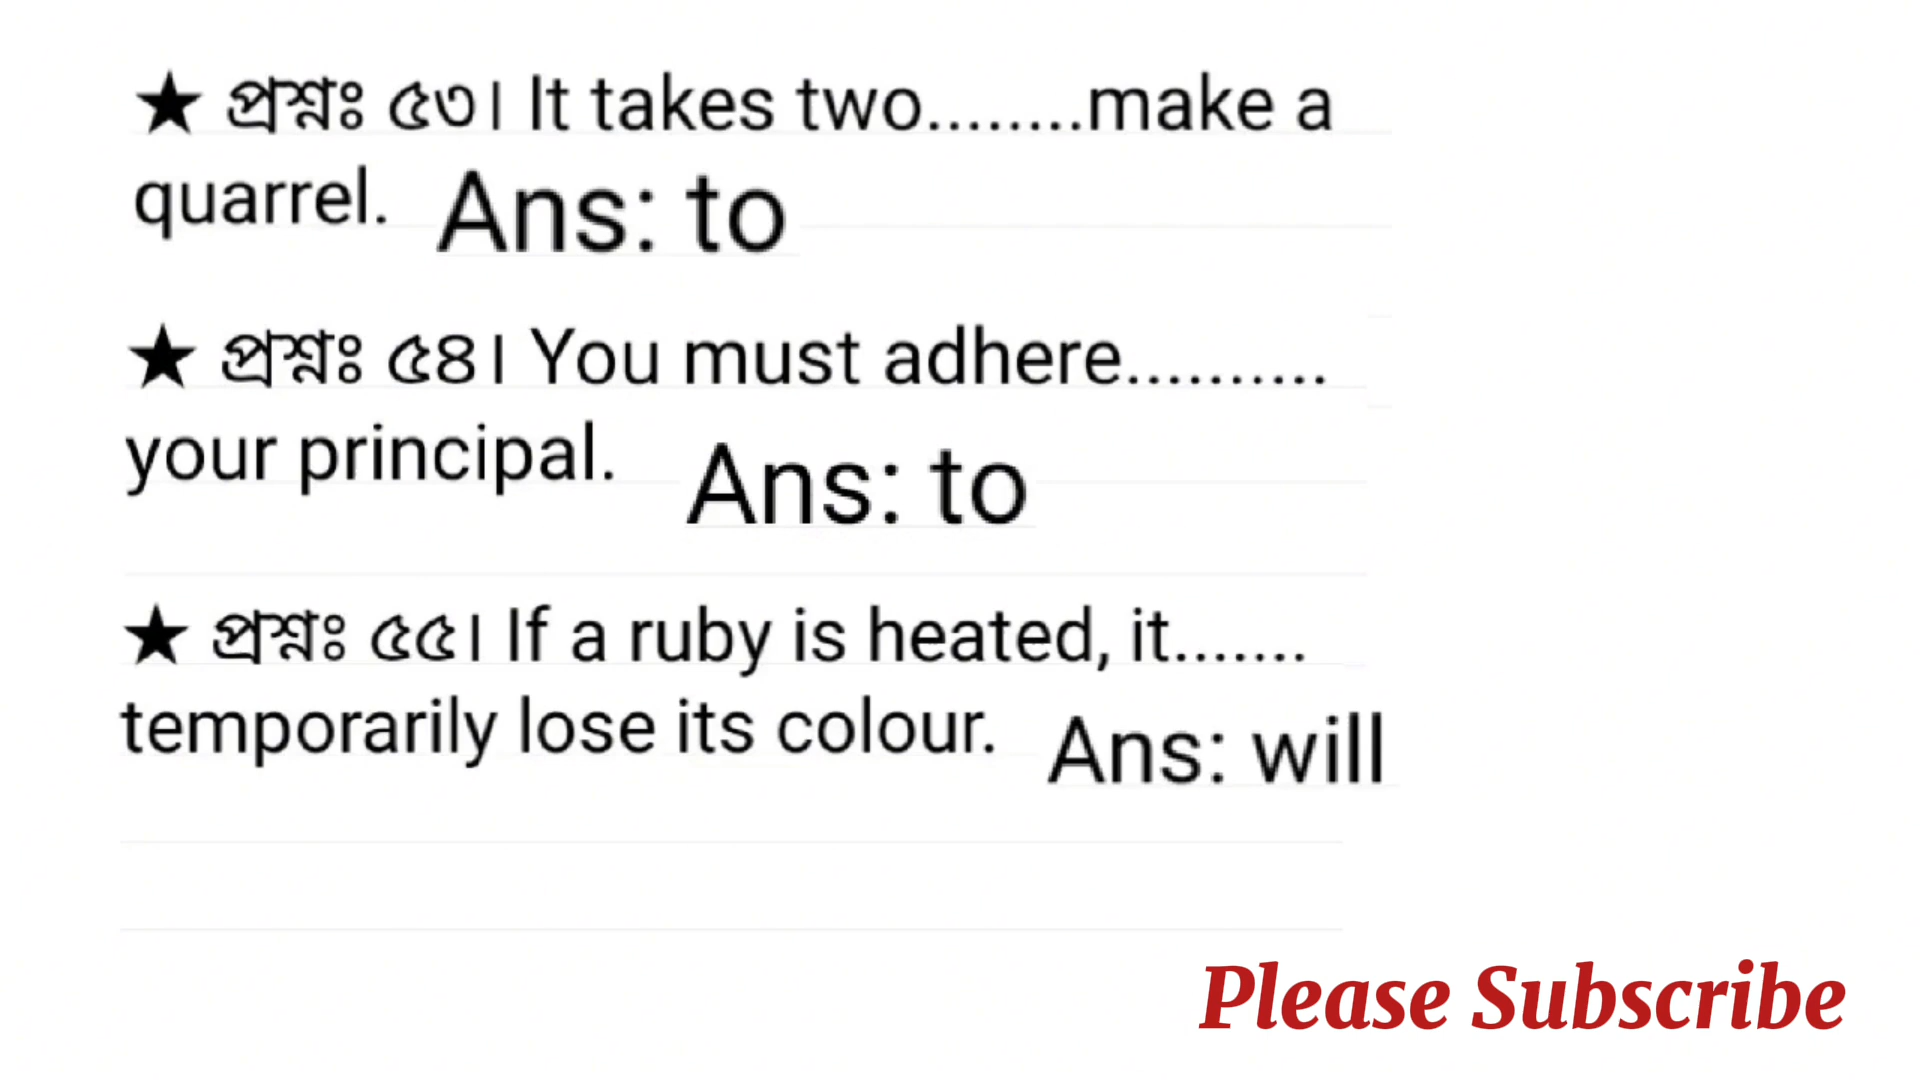 ★ প্রশ্নঃ ৫৩। It takes two........make a
quarrel. Ans: to
★ প্রশ্নঃ ৫৪। You must adhere..........
your principal. Ans: to
★ প্রশ্নঃ ৫৫। If a ruby is heated, it.......
temporarily lose its colour. Ans: will
Please Subscribe